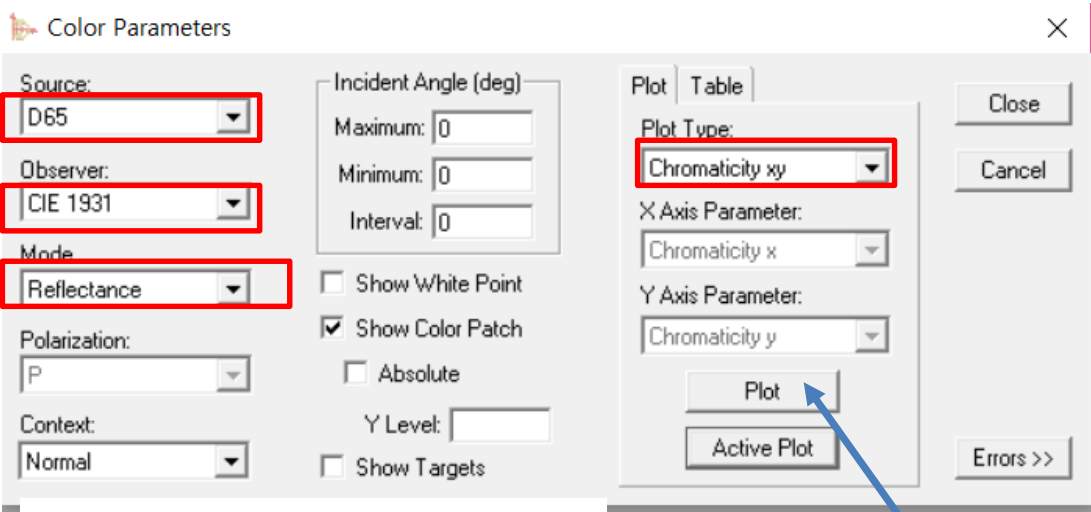 Color Parameters
Source:
D65
Observer:
CIE 1931
Mode
Reflectance
Polarization:
P
Context:
Normal
Incident Angle (deg)
Maximum: 0
Minimum: 0
Interval: 0
Show White Point
Show Color Patch
Absolute
Y Level:
Show Targets
Plot Table
Plot Type:
Chromaticity xy
X Axis Parameter:
Chromaticity x
Y Axis Parameter:
Chromaticity y
Plot
Active Plot
Close
Cancel
Errors >>